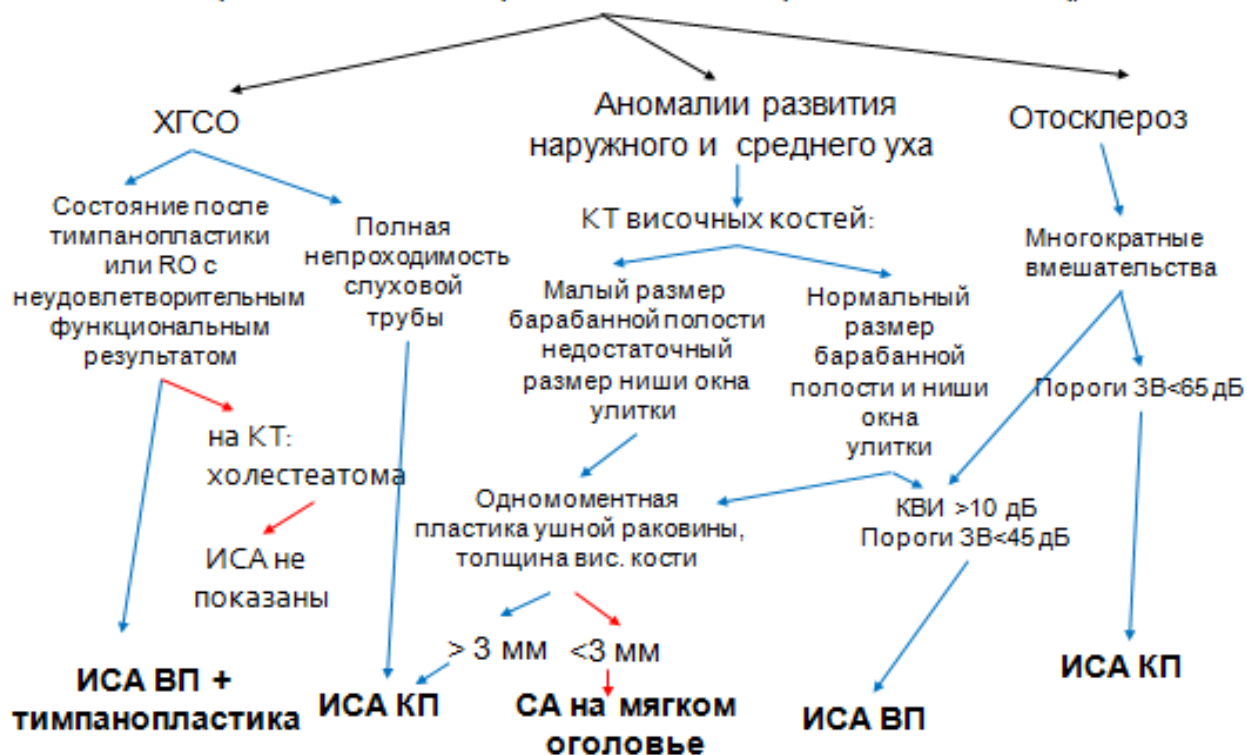 ХГСО
Аномалии развития
наружного и среднего уха
Отосклероз
Состояние после
тимпанопластики
или RO с
неудовлетворительным
функциональным
результатом
Полная
непроходимость
слуховой
трубы
КТ височных костей:
Многократные
вмешательства
Малый размер
барабанной полости
недостаточный
размер ниши окна
улитки
Нормальный
размер
барабанной
полости и ниши
окна
улитки
Пороги ЗВ<65 дБ
на КТ:
холестеатома
ИСА не
показаны
Одномоментная
пластика ушной раковины,
толщина вис. кости
КВИ >10 дБ
Пороги ЗВ<45 дБ
> 3 мм
<3 мм
ИСА ВП +
тимпанопластика
ИСА КП
СА на мягком
оголовье
ИСА ВП
ИСА КП